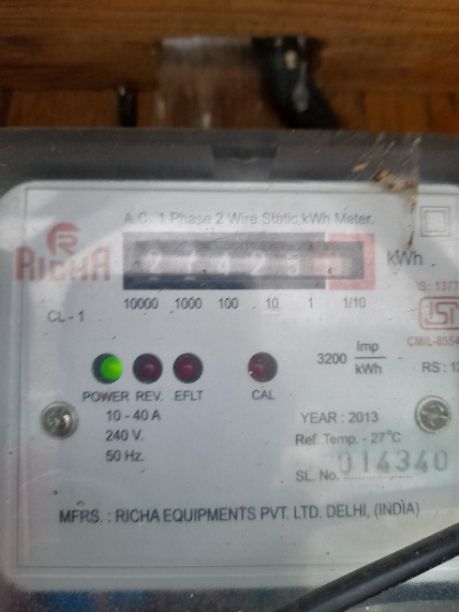 A.C. 1 Phase 2 Wire Static kWh Meter.
RICHA
kWh
10000 1000 100 10 1 1/10
CL - 1
ISI
3200 Imp/kWh
POWER REV. EFLT CAL
10 - 40 A
240 V.
50 Hz.
YEAR : 2013
Ref. Temp. - 27°C
SL. No. 014340
MFRS. : RICHA EQUIPMENTS PVT. LTD. DELHI, (INDIA)